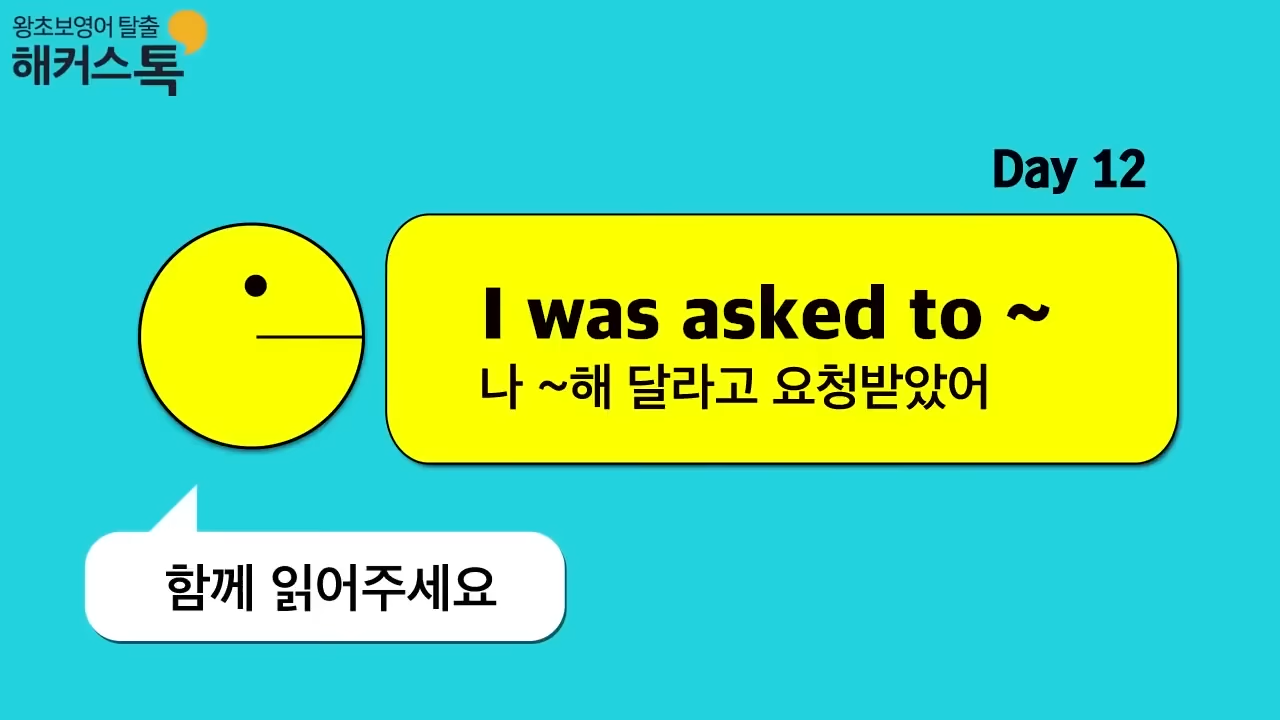 왕초보영어 탈출
해커스톡
Day 12
I was asked to ~
나 ~해 달라고 요청받았어
함께 읽어주세요